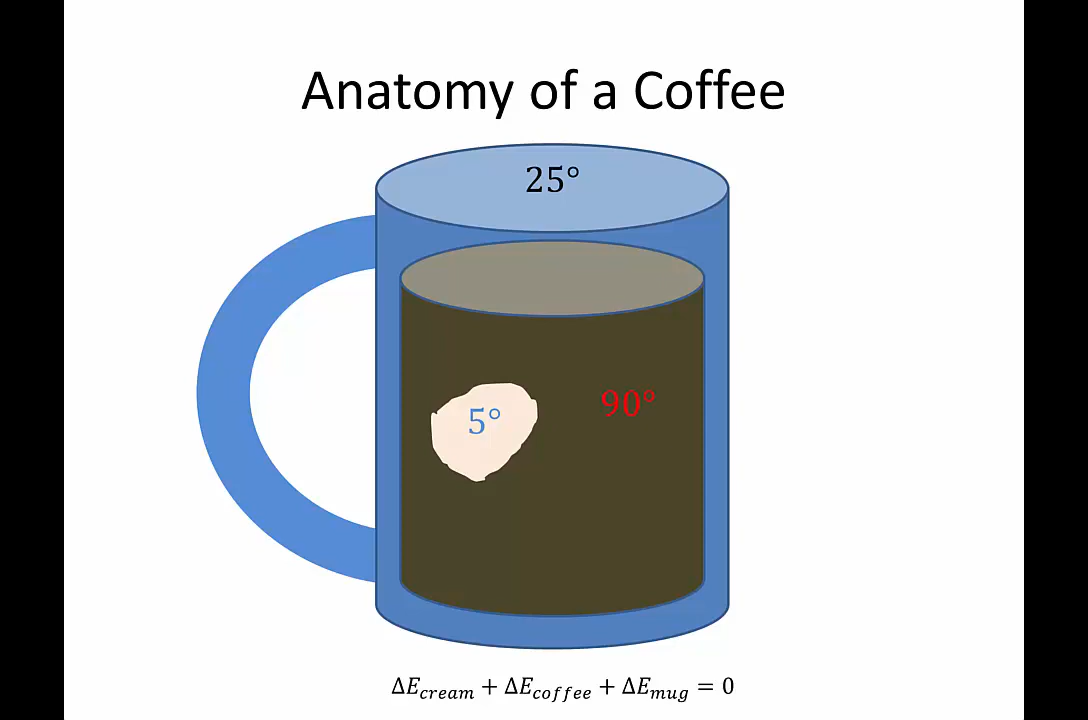 Anatomy of a Coffee
25°
5°
90°
ΔE_cream + ΔE_coffee + ΔE_mug = 0